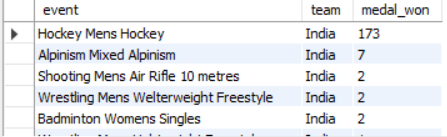 event team medal_won
Hockey Mens Hockey India 173
Alpinism Mixed Alpinism India 7
Shooting Mens Air Rifle 10 metres India 2
Wrestling Mens Welterweight Freestyle India 2
Badminton Womens Singles India 2